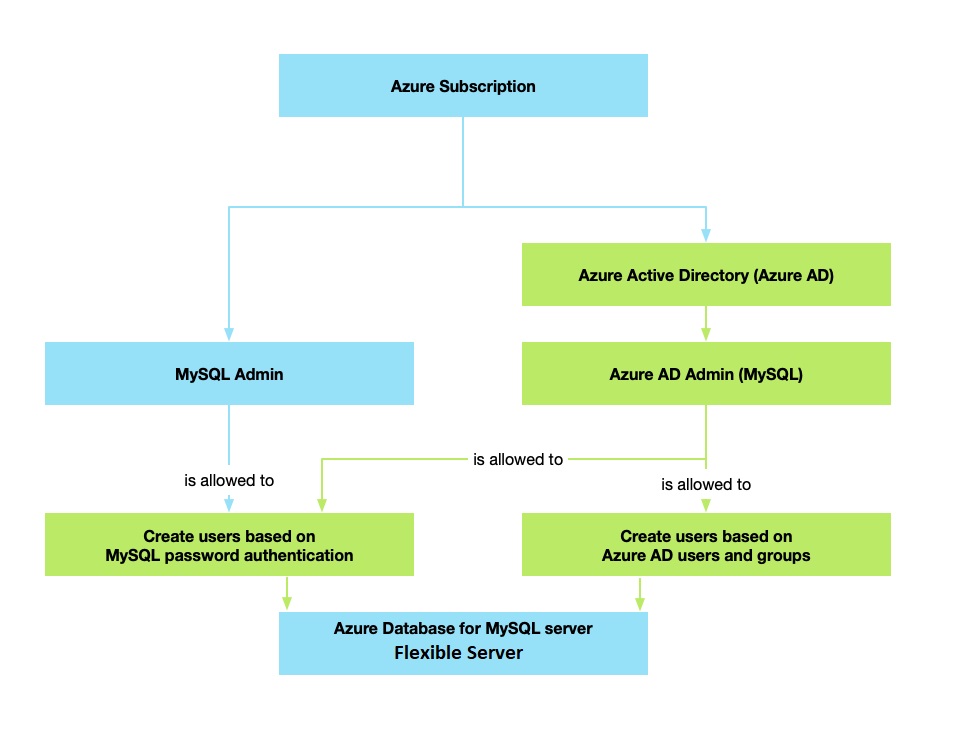 Azure Subscription
Azure Active Directory (Azure AD)
MySQL Admin
Azure AD Admin (MySQL)
is allowed to
is allowed to
is allowed to
Create users based on
MySQL password authentication
Create users based on
Azure AD users and groups
Azure Database for MySQL server
Flexible Server